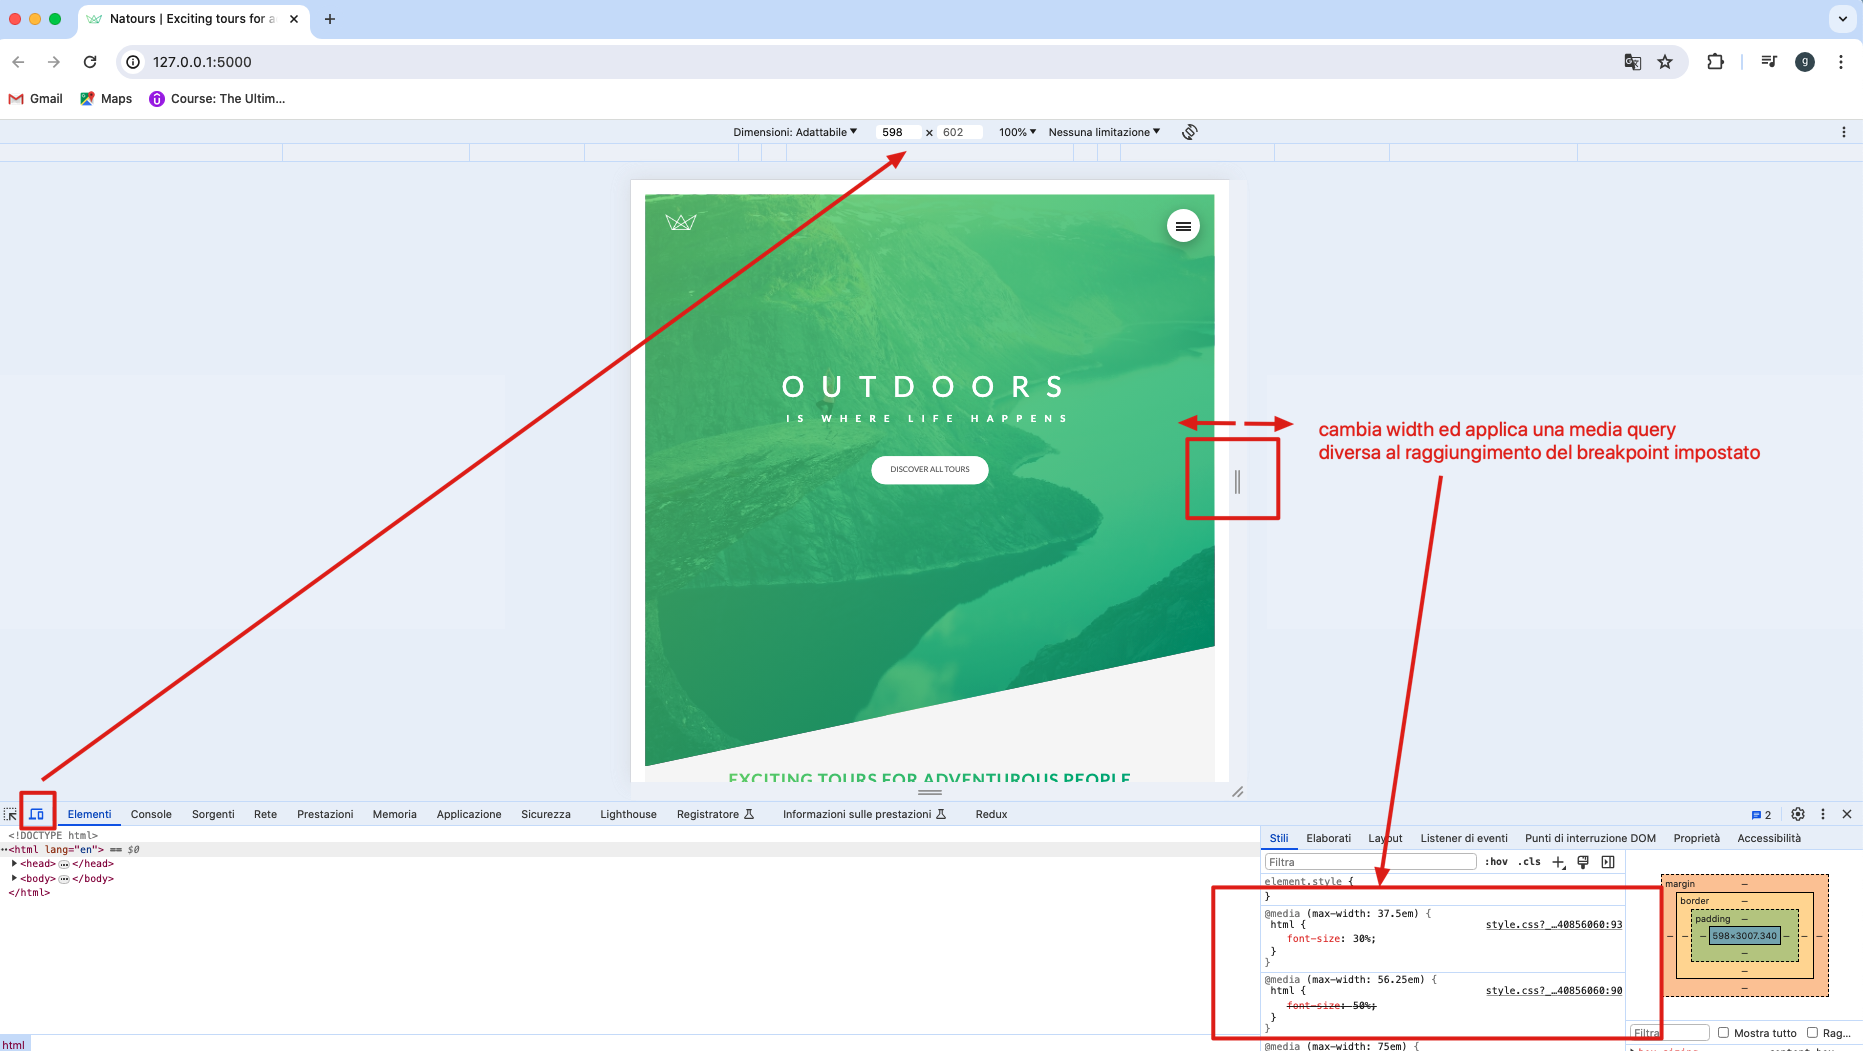 Natours | Exciting tours for a
127.0.0.1:5000
Gmail Maps Course: The Ultim...
Dimensioni: Adattabile 598 × 602 100% Nessuna limitazione
OUTDOORS
IS WHERE LIFE HAPPENS
DISCOVER ALL TOURS
cambia width ed applica una media query
diversa al raggiungimento del breakpoint impostato
EXCITING TOURS FOR ADVENTUROUS PEOPLE
Elementi Console Sorgenti Rete Prestazioni Memoria Applicazione Sicurezza Lighthouse Registratore Informazioni sulle prestazioni Redux 2
<!DOCTYPE html>
<html lang="en"> == $0
<head> ... </head>
<body> ... </body>
</html>
html
Stili Elaborati Layout Listener di eventi Punti di interruzione DOM Proprietà Accessibilità
Filtra :hov .cls
element.style {
}
@media (max-width: 37.5em) {
html { style.css?_…40856060:93
font-size: 30%;
}
}
@media (max-width: 56.25em) {
html { style.css?_…40856060:90
font-size: 50%;
}
}
@media (max-width: 75em) {
margin –
border –
padding –
598×3007.340
Filtra Mostra tutto Rag...